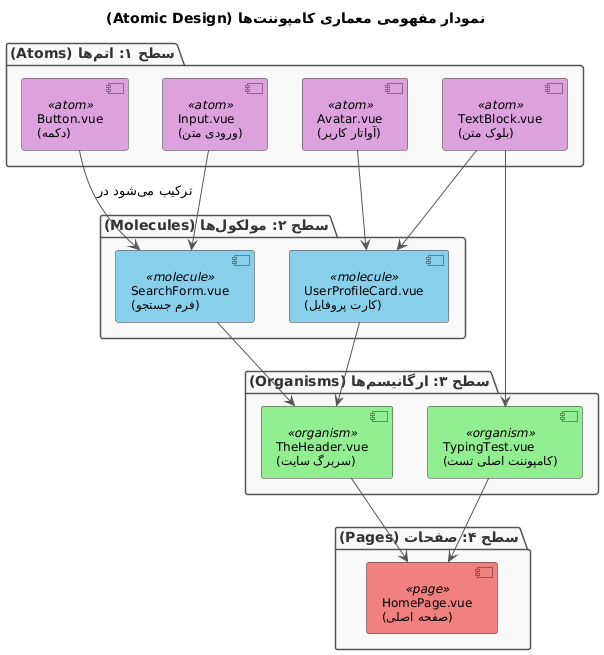 نمودار مفهومی معماری کامپوننت‌ها (Atomic Design)
سطح ۱: اتم‌ها (Atoms)
«atom»
Button.vue
(دکمه)
«atom»
Input.vue
(ورودی متن)
«atom»
Avatar.vue
(آواتار کاربر)
«atom»
TextBlock.vue
(بلوک متن)
ترکیب می‌شود در
سطح ۲: مولکول‌ها (Molecules)
«molecule»
SearchForm.vue
(فرم جستجو)
«molecule»
UserProfileCard.vue
(کارت پروفایل)
سطح ۳: ارگانیسم‌ها (Organisms)
«organism»
TheHeader.vue
(سربرگ سایت)
«organism»
TypingTest.vue
(کامپوننت اصلی تست)
سطح ۴: صفحات (Pages)
«page»
HomePage.vue
(صفحه اصلی)